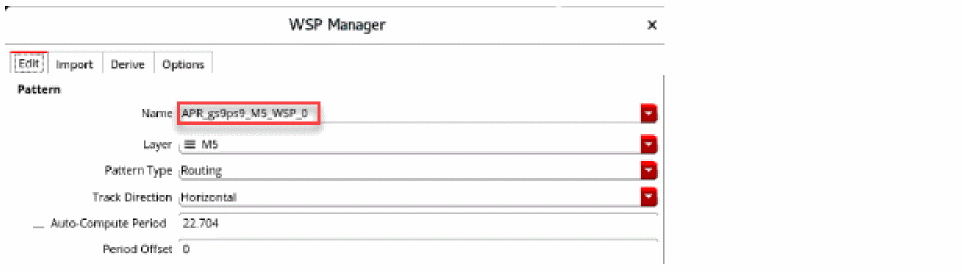 WSP Manager ×
Edit Import Derive Options
Pattern
Name APR_gs9ps9_M5_WSP_0
Layer M5
Pattern Type Routing
Track Direction Horizontal
Auto-Compute Period 22.704
Period Offset 0